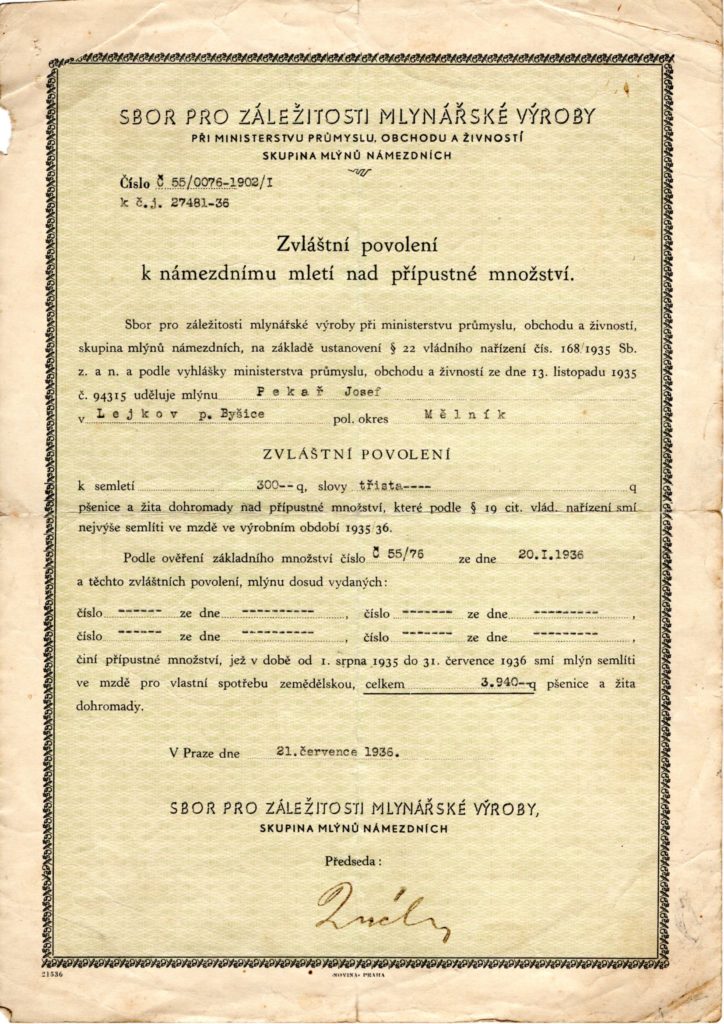 SBOR PRO ZÁLEŽITOSTI MLYNÁŘSKÉ VÝROBY
PŘI MINISTERSTVU PRŮMYSLU, OBCHODU A ŽIVNOSTÍ
SKUPINA MLÝNŮ NÁMEZDNÍCH
Číslo Č 55/0076-1902/I
k č.j. 27481-36
Zvláštní povolení
k námezdnímu mletí nad přípustné množství.
Sbor pro záležitosti mlynářské výroby při ministerstvu průmyslu, obchodu a živností,
skupina mlýnů námezdních, na základě ustanovení § 22 vládního nařízení čís. 168/1935 Sb.
z. a n. a podle vyhlášky ministerstva průmyslu, obchodu a živností ze dne 13. listopadu 1935
č. 94315 uděluje mlýnu Pekař Josef
v Lejkov p. Byšice pol. okres Mělník
ZVLÁŠTNÍ POVOLENÍ
k semletí 300--q, slovy třista---- q
pšenice a žita dohromady nad přípustné množství, které podle § 19 cit. vlád. nařízení smí
nejvýše semlíti ve mzdě ve výrobním období 1935/36.
Podle ověření základního množství číslo Č 55/76 ze dne 20.I.1936
a těchto zvláštních povolení, mlýnu dosud vydaných:
číslo ------ ze dne ----------, číslo ------ ze dne ---------,
číslo ------ ze dne ----------, číslo ------ ze dne ---------,
činí přípustné množství, jež v době od 1. srpna 1935 do 31. července 1936 smí mlýn semlíti
ve mzdě pro vlastní spotřebu zemědělskou, celkem 3.940--q pšenice a žita
dohromady.
V Praze dne 21.července 1936.
SBOR PRO ZÁLEŽITOSTI MLYNÁŘSKÉ VÝROBY,
SKUPINA MLÝNŮ NÁMEZDNÍCH
Předseda:
21536
«NOVINA» PRAHA